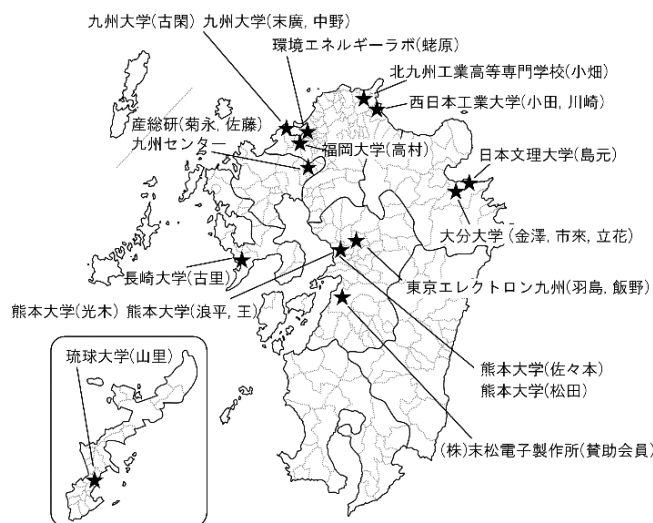 九州大学(古閑) 九州大学(末廣, 中野)
環境エネルギーラボ(蛯原)
北九州工業高等専門学校(小畑)
西日本工業大学(小田, 川崎)
産総研(菊永, 佐藤)
九州センター
福岡大学(高村)
日本文理大学(島元)
大分大学 (金澤, 市來, 立花)
長崎大学(古里)
東京エレクトロン九州(羽島, 飯野)
熊本大学(光木) 熊本大学(浪平, 王)
琉球大学(山里)
熊本大学(佐々本)
熊本大学(松田)
(株)末松電子製作所(賛助会員)